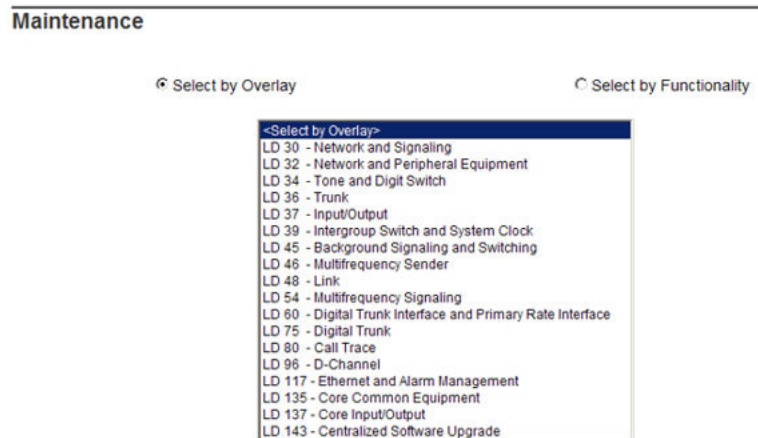 Maintenance
Select by Overlay Select by Functionality
<Select by Overlay>
LD 30 - Network and Signaling
LD 32 - Network and Peripheral Equipment
LD 34 - Tone and Digit Switch
LD 36 - Trunk
LD 37 - Input/Output
LD 39 - Intergroup Switch and System Clock
LD 45 - Background Signaling and Switching
LD 46 - Multifrequency Sender
LD 48 - Link
LD 54 - Multifrequency Signaling
LD 60 - Digital Trunk Interface and Primary Rate Interface
LD 75 - Digital Trunk
LD 80 - Call Trace
LD 96 - D-Channel
LD 117 - Ethernet and Alarm Management
LD 135 - Core Common Equipment
LD 137 - Core Input/Output
LD 143 - Centralized Software Upgrade